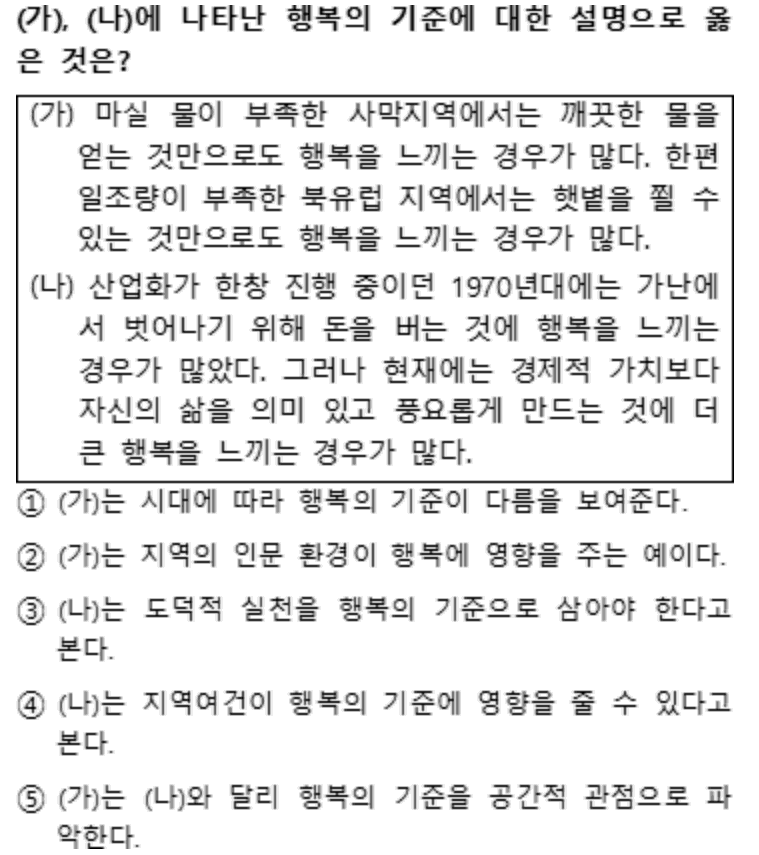 (가), (나)에 나타난 행복의 기준에 대한 설명으로 옳
은 것은?
(가) 마실 물이 부족한 사막지역에서는 깨끗한 물을
얻는 것만으로도 행복을 느끼는 경우가 많다. 한편
일조량이 부족한 북유럽 지역에서는 햇볕을 쬘 수
있는 것만으로도 행복을 느끼는 경우가 많다.
(나) 산업화가 한창 진행 중이던 1970년대에는 가난에
서 벗어나기 위해 돈을 버는 것에 행복을 느끼는
경우가 많았다. 그러나 현재에는 경제적 가치보다
자신의 삶을 의미 있고 풍요롭게 만드는 것에 더
큰 행복을 느끼는 경우가 많다.
① (가)는 시대에 따라 행복의 기준이 다름을 보여준다.
② (가)는 지역의 인문 환경이 행복에 영향을 주는 예이다.
③ (나)는 도덕적 실천을 행복의 기준으로 삼아야 한다고
본다.
④ (나)는 지역여건이 행복의 기준에 영향을 줄 수 있다고
본다.
⑤ (가)는 (나)와 달리 행복의 기준을 공간적 관점으로 파
악한다.